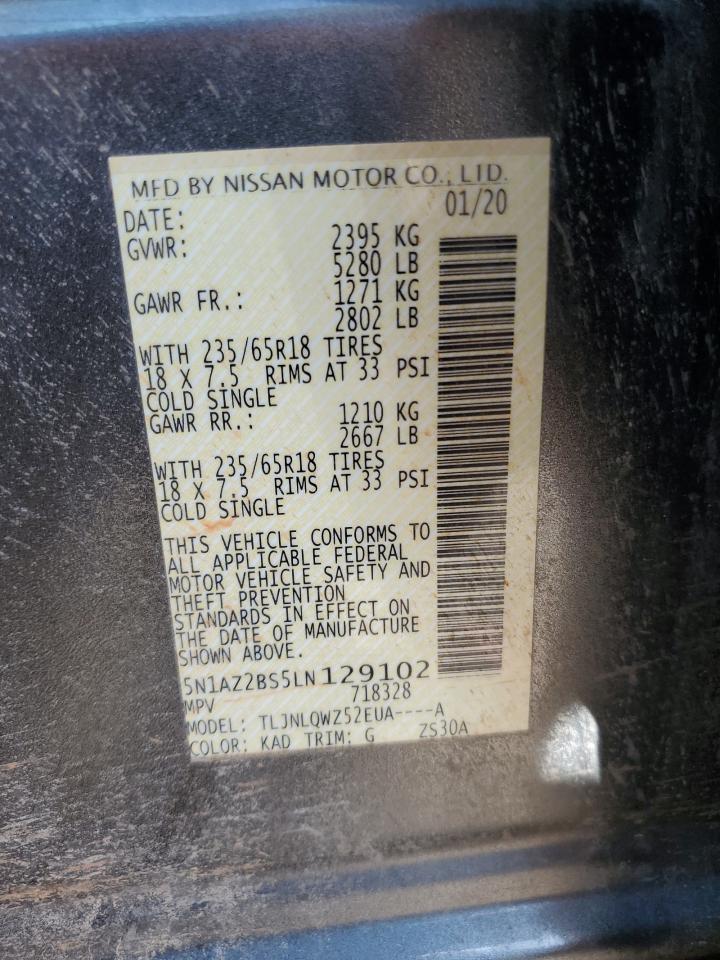 MFD BY NISSAN MOTOR CO., LTD.
DATE: 01/20
GVWR: 2395 KG
5280 LB
GAWR FR.: 1271 KG
2802 LB
WITH 235/65R18 TIRES
18 X 7.5 RIMS AT 33 PSI
COLD SINGLE
GAWR RR.: 1210 KG
2667 LB
WITH 235/65R18 TIRES
18 X 7.5 RIMS AT 33 PSI
COLD SINGLE
THIS VEHICLE CONFORMS TO
ALL APPLICABLE FEDERAL
MOTOR VEHICLE SAFETY AND
THEFT PREVENTION
STANDARDS IN EFFECT ON
THE DATE OF MANUFACTURE
SHOWN ABOVE.
5N1AZ2BS5LN129102
MPV 718328
MODEL: TLJNLQWZ52EUA----A
COLOR: KAD TRIM: G ZS30A